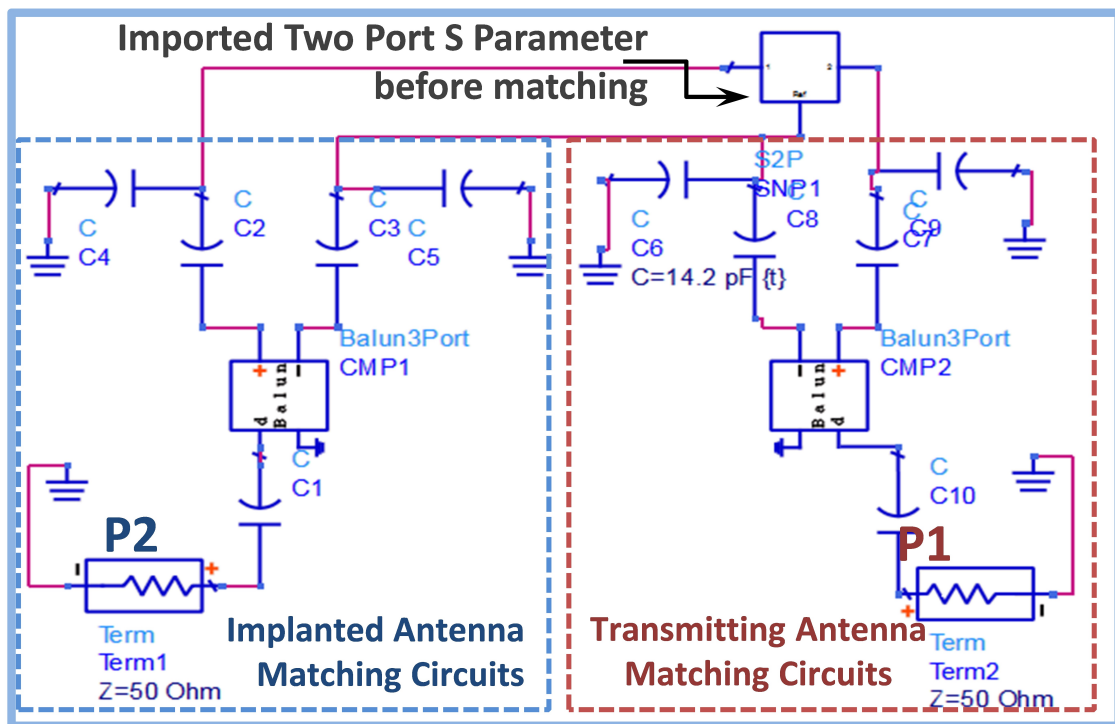 Imported Two Port S Parameter
before matching
1
2
Ref
S2P
SNP1
C
C4
C
C2
C
C3
C
C5
C
C6
C=14.2 pF {t}
C
C8
C
C7
C
C9
Balun3Port
CMP1
+
−
Balun
d
Balun3Port
CMP2
−
+
Balun
d
C
C1
C
C10
P2
−
+
Term
Term1
Z=50 Ohm
Implanted Antenna
Matching Circuits
P1
+
−
Term
Term2
Z=50 Ohm
Transmitting Antenna
Matching Circuits